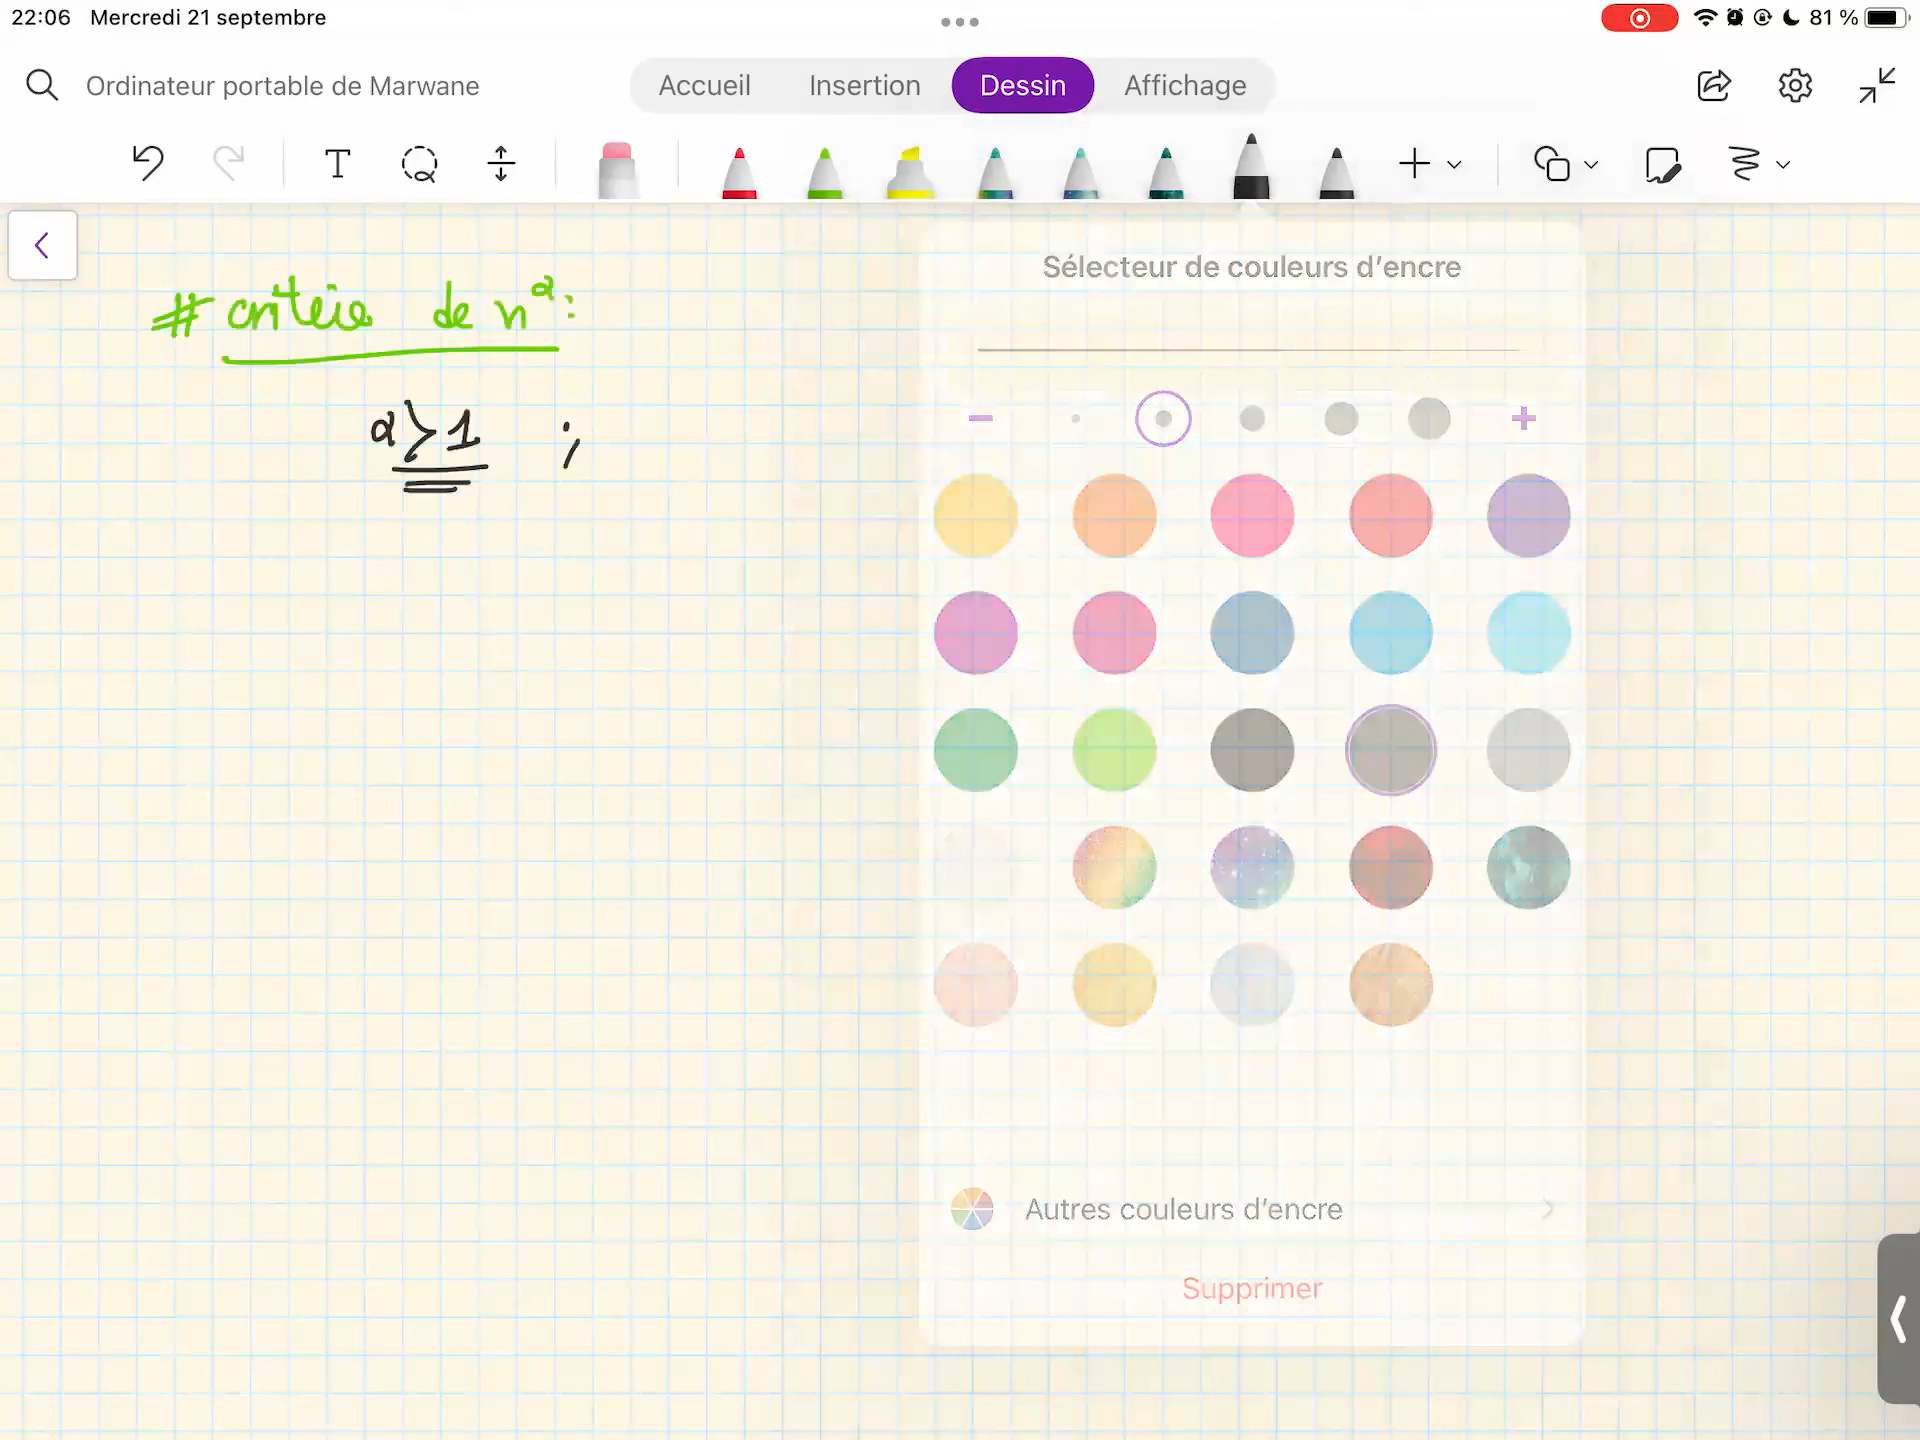 22:06 Mercredi 21 septembre 81 %
Ordinateur portable de Marwane Accueil Insertion Dessin Affichage
T
Sélecteur de couleurs d'encre
# critère de n^α :
α > 1 ;
Autres couleurs d'encre
Supprimer